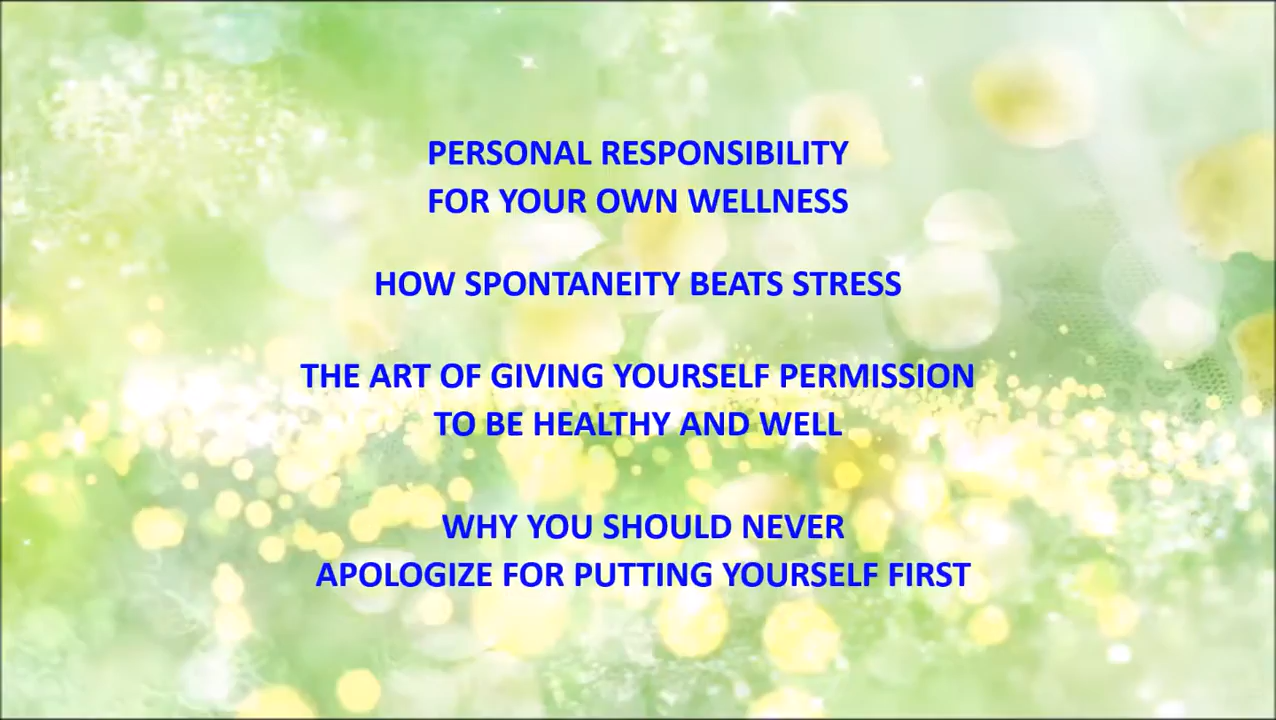 PERSONAL RESPONSIBILITY
FOR YOUR OWN WELLNESS
HOW SPONTANEITY BEATS STRESS
THE ART OF GIVING YOURSELF PERMISSION
TO BE HEALTHY AND WELL
WHY YOU SHOULD NEVER
APOLOGIZE FOR PUTTING YOURSELF FIRST